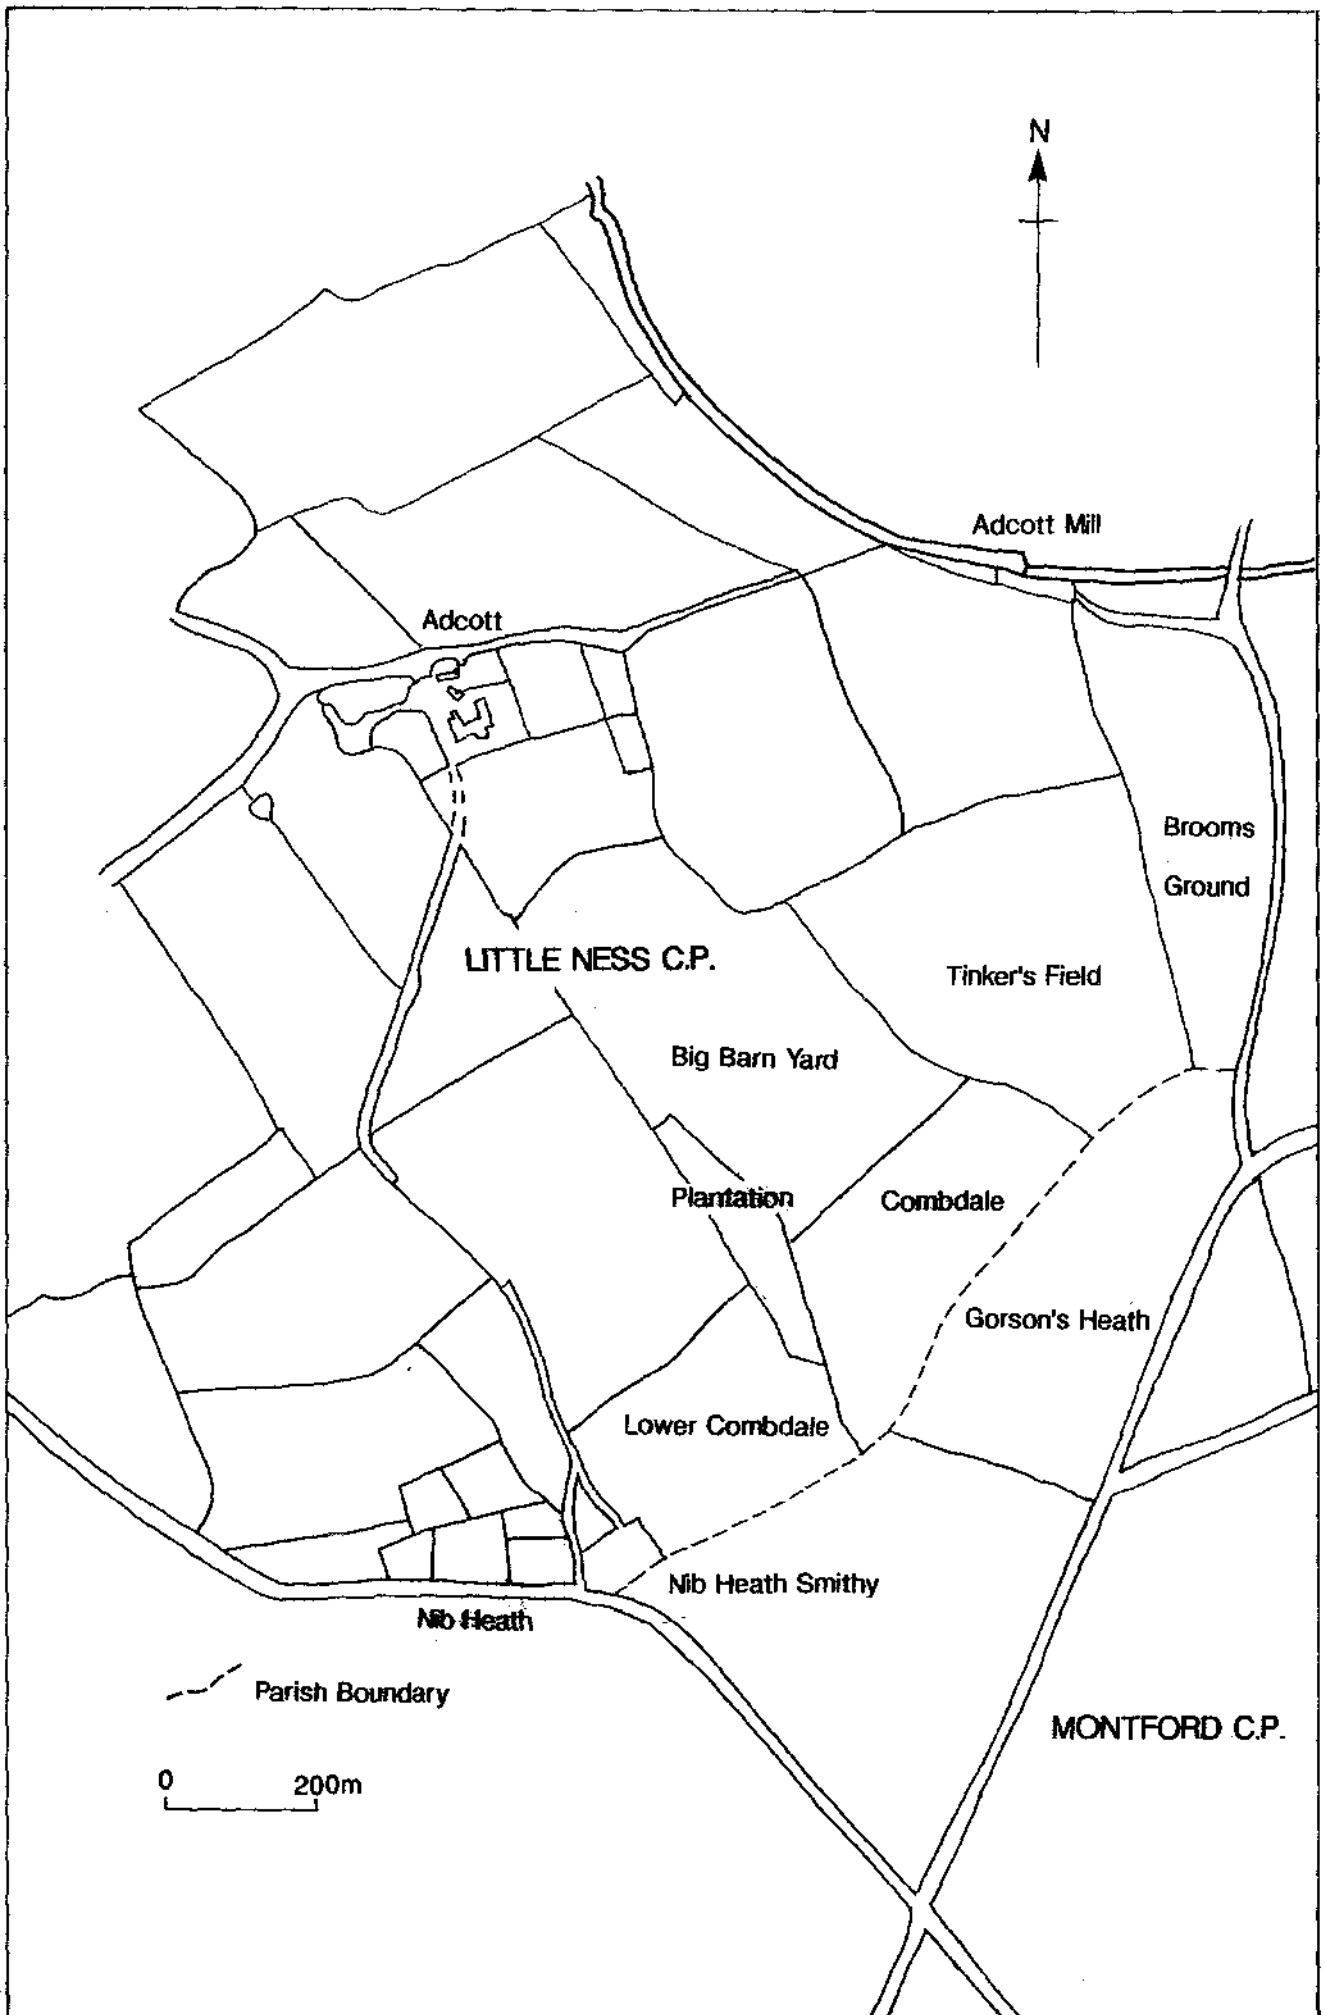 N
Adcott Mill
Adcott
Brooms
Ground
LITTLE NESS C.P.
Tinker's Field
Big Barn Yard
Plantation
Combdale
Gorson's Heath
Lower Combdale
Nib Heath Smithy
Nib Heath
Parish Boundary
MONTFORD C.P.
0 200m